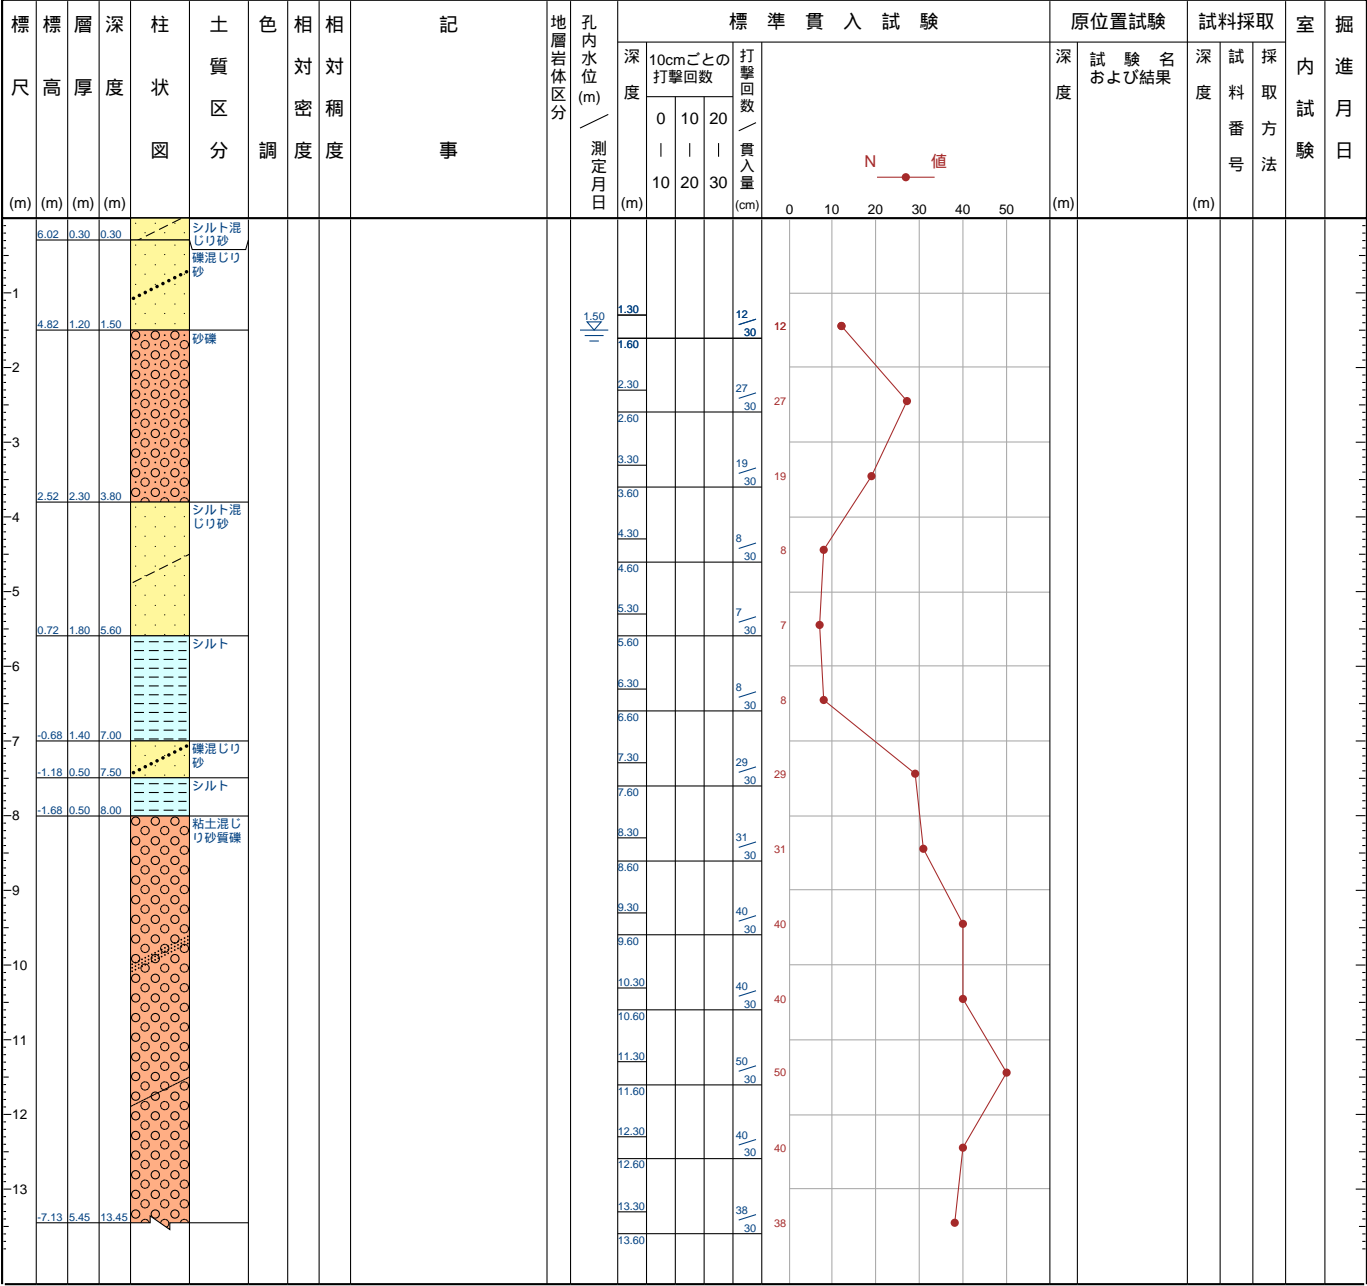 標尺(m)
標高(m)
層厚(m)
深度(m)
柱状図
土質区分
色調
相対密度
相対稠度
記事
地層岩体区分
孔内水位(m)/測定月日
標準貫入試験
深度(m)
10cmごとの
打撃回数
0 10 20
| | |
10 20 30
打撃回数/貫入量(cm)
N 値
0 10 20 30 40 50
原位置試験
深度(m)
試験名
および結果
試料採取
深度(m)
試料番号
採取方法
室内試験
掘進月日
シルト混
じり砂
6.02 0.30 0.30
礫混じり
砂
1
4.82 1.20 1.50
1.50
1.30 12/30 12
1.60
砂礫
2
2.30 27/30 27
2.60
3
3.30 19/30 19
3.60
2.52 2.30 3.80
シルト混
じり砂
4
4.30 8/30 8
4.60
5
5.30 7/30 7
0.72 1.80 5.60
5.60
シルト
6
6.30 8/30 8
6.60
-0.68 1.40 7.00
7
礫混じり
砂
7.30 29/30 29
-1.18 0.50 7.50
7.60
シルト
-1.68 0.50 8.00
8
粘土混じ
り砂質礫
8.30 31/30 31
8.60
9
9.30 40/30 40
9.60
10
10.30 40/30 40
10.60
11
11.30 50/30 50
11.60
12
12.30 40/30 40
12.60
13
13.30 38/30 38
-7.13 5.45 13.45
13.60